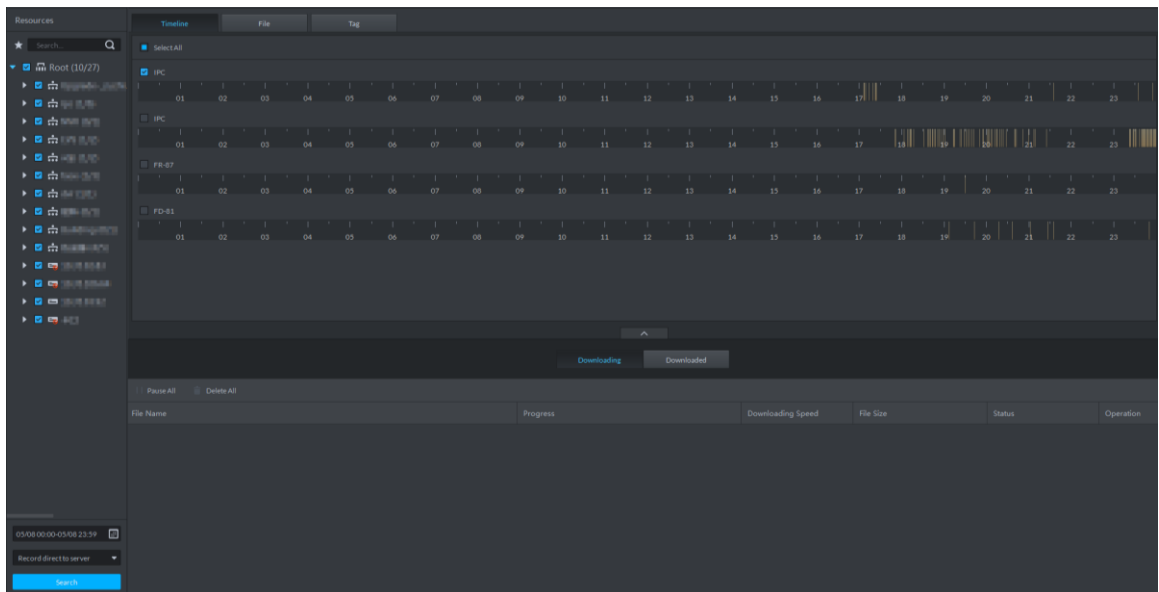 Resources
Timeline File Tag
Search...
Select All
Root (10/27)
IPC
01 02 03 04 05 06 07 08 09 10 11 12 13 14 15 16 17 18 19 20 21 22 23
IPC
01 02 03 04 05 06 07 08 09 10 11 12 13 14 15 16 17 18 19 20 21 22 23
FR-87
01 02 03 04 05 06 07 08 09 10 11 12 13 14 15 16 17 18 19 20 21 22 23
FD-81
01 02 03 04 05 06 07 08 09 10 11 12 13 14 15 16 17 18 19 20 21 22 23
Downloading Downloaded
Pause All Delete All
File Name Progress Downloading Speed File Size Status Operation
05/08 00:00-05/08 23:59
Record direct to server
Search